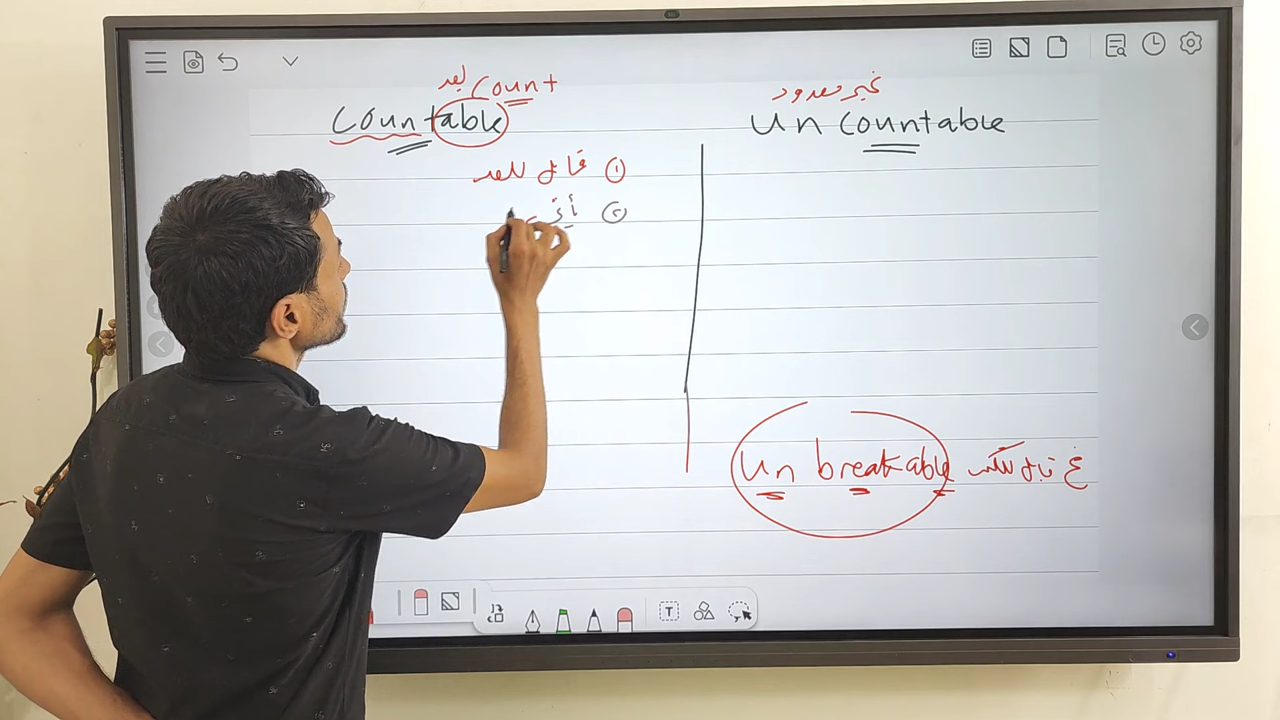 يعد Count
Countable
غير معدود
Un Countable
① قابل للعد
②
Un breakable غ قابل للكسر
T